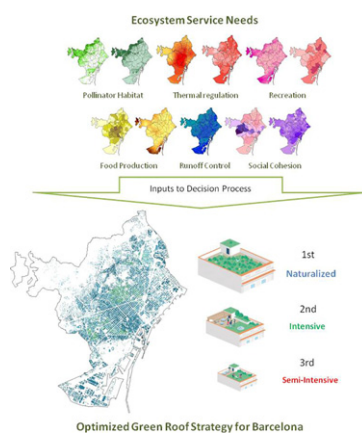 Ecosystem Service Needs
Pollinator Habitat Thermal regulation Recreation
Food Production Runoff Control Social Cohesion
Inputs to Decision Process
1st
Naturalized
2nd
Intensive
3rd
Semi-Intensive
Optimized Green Roof Strategy for Barcelona